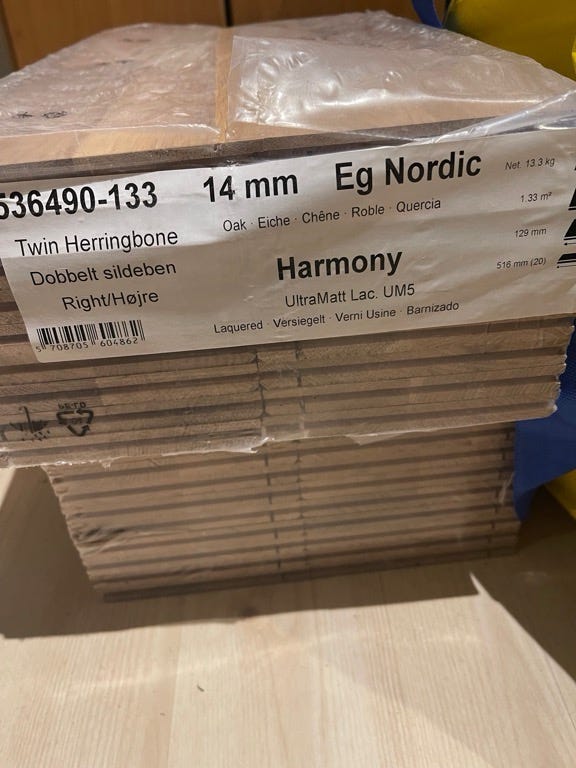 536490-133 14 mm Eg Nordic
Net. 13.3 kg
Oak · Eiche · Chêne · Roble · Quercia
1.33 m²
Twin Herringbone
129 mm
Dobbelt sildeben
Harmony
516 mm (20)
Right/Højre
UltraMatt Lac. UM5
Laquered · Versiegelt · Verni Usine · Barnizado
5 708705 604862